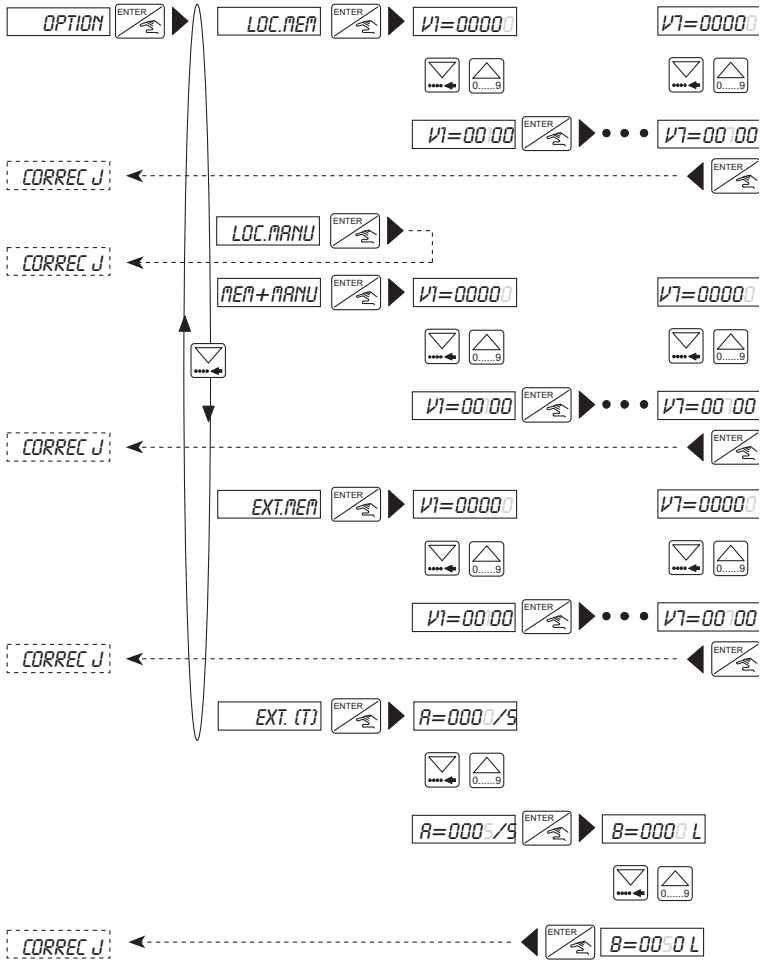 OPTION ENTER LOC.MEM ENTER V1=00000 V7=00000
0......9 0......9
V1=00100 ENTER V7=00700
CORREC J ENTER
LOC.MANU ENTER
CORREC J
MEM+MANU ENTER V1=00000 V7=00000
0......9 0......9
V1=00100 ENTER V7=00700
CORREC J ENTER
EXT.MEM ENTER V1=00000 V7=00000
0......9 0......9
V1=00100 ENTER V7=00700
CORREC J ENTER
EXT. (T) ENTER A=0000/S
0......9
A=0005/S ENTER B=0000 L
0......9
CORREC J ENTER B=0050 L